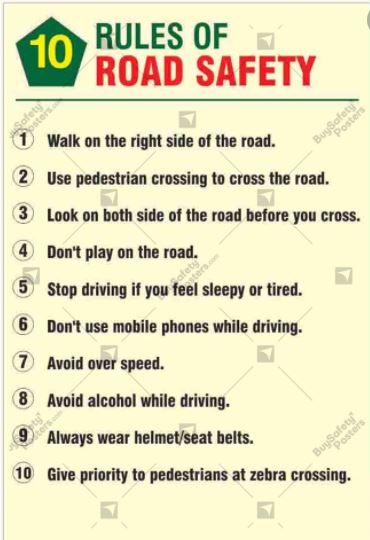 10
RULES OF
ROAD SAFETY
1 Walk on the right side of the road.
2 Use pedestrian crossing to cross the road.
3 Look on both side of the road before you cross.
4 Don't play on the road.
5 Stop driving if you feel sleepy or tired.
6 Don't use mobile phones while driving.
7 Avoid over speed.
8 Avoid alcohol while driving.
9 Always wear helmet/seat belts.
10 Give priority to pedestrians at zebra crossing.
BuySafety
Posters.com